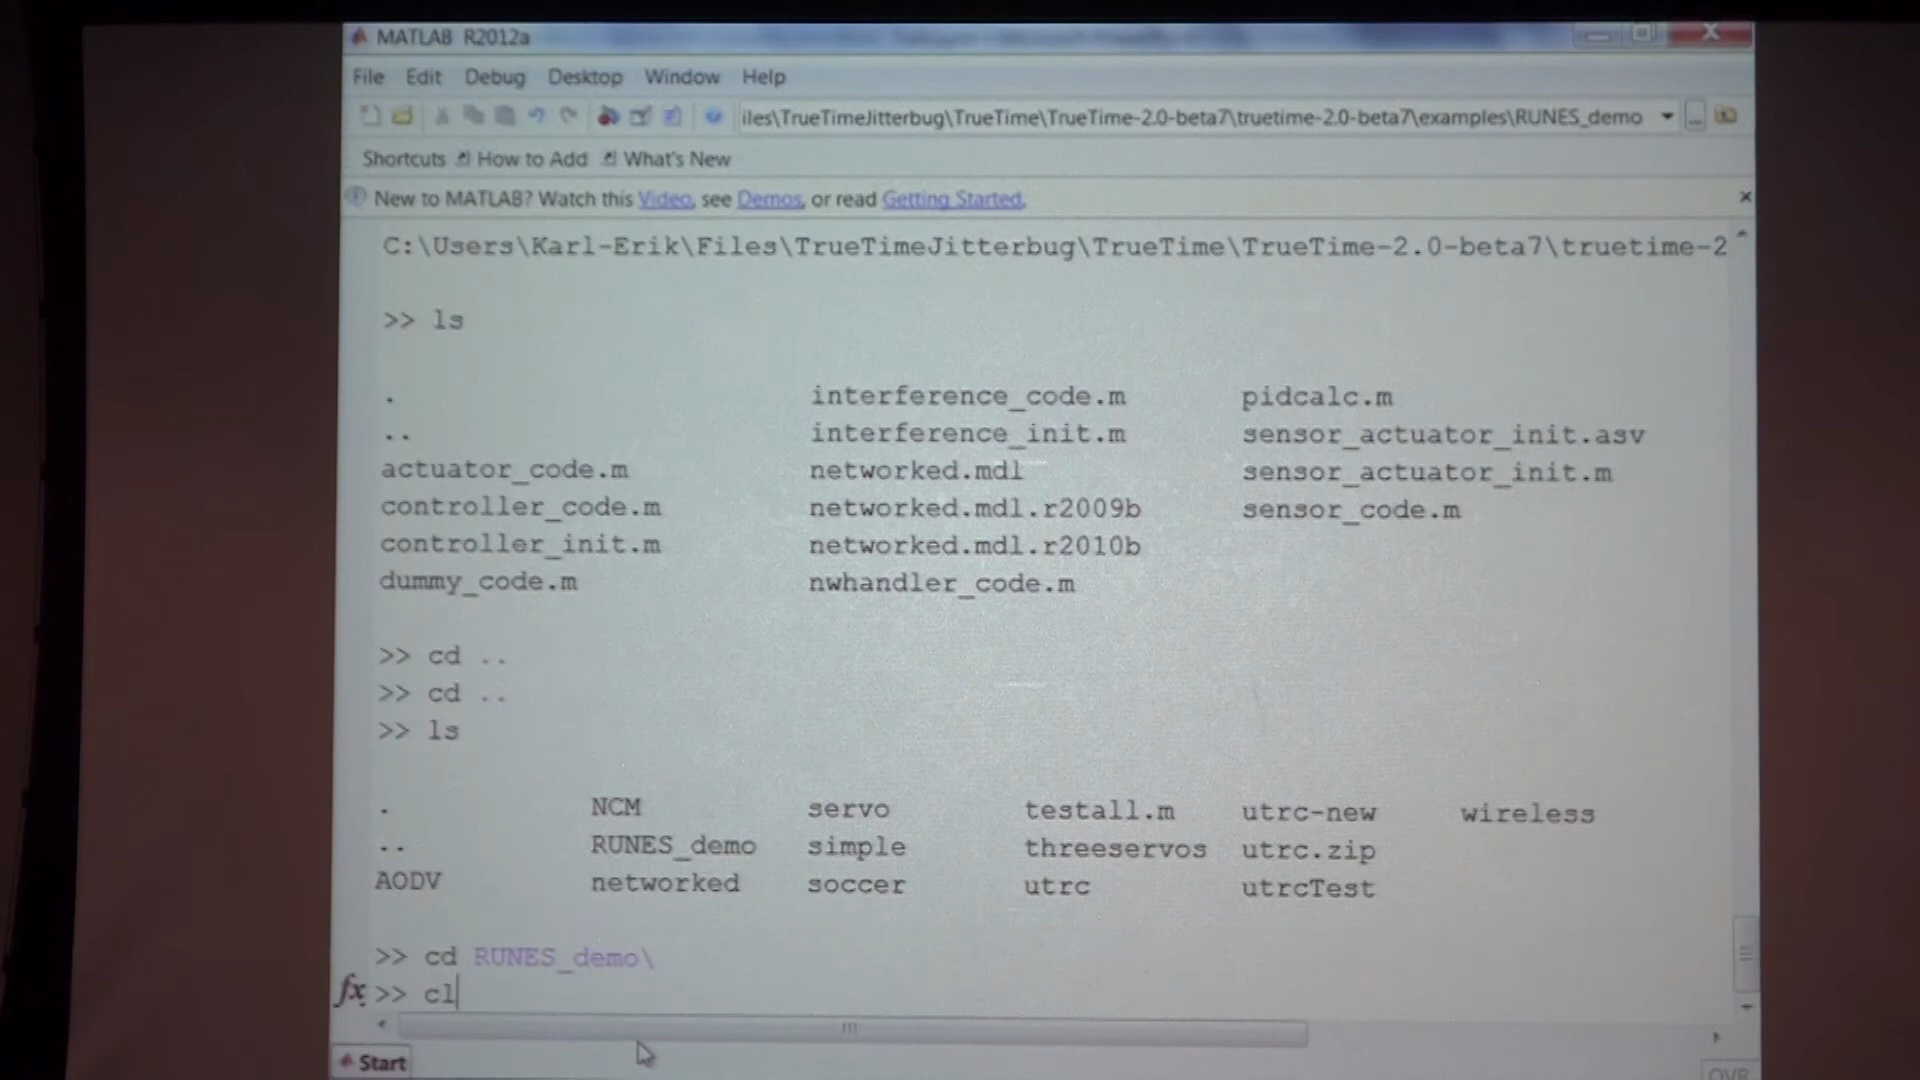 MATLAB R2012a
File Edit Debug Desktop Window Help
iles\TrueTimeJitterbug\TrueTime\TrueTime-2.0-beta7\truetime-2.0-beta7\examples\RUNES_demo
Shortcuts How to Add What's New
New to MATLAB? Watch this Video, see Demos, or read Getting Started.
C:\Users\Karl-Erik\Files\TrueTimeJitterbug\TrueTime\TrueTime-2.0-beta7\truetime-2
>> ls
. interference_code.m pidcalc.m
.. interference_init.m sensor_actuator_init.asv
actuator_code.m networked.mdl sensor_actuator_init.m
controller_code.m networked.mdl.r2009b sensor_code.m
controller_init.m networked.mdl.r2010b
dummy_code.m nwhandler_code.m
>> cd ..
>> cd ..
>> ls
. NCM servo testall.m utrc-new wireless
.. RUNES_demo simple threeservos utrc.zip
AODV networked soccer utrc utrcTest
>> cd RUNES_demo\
fx >> cl
Start
OVR